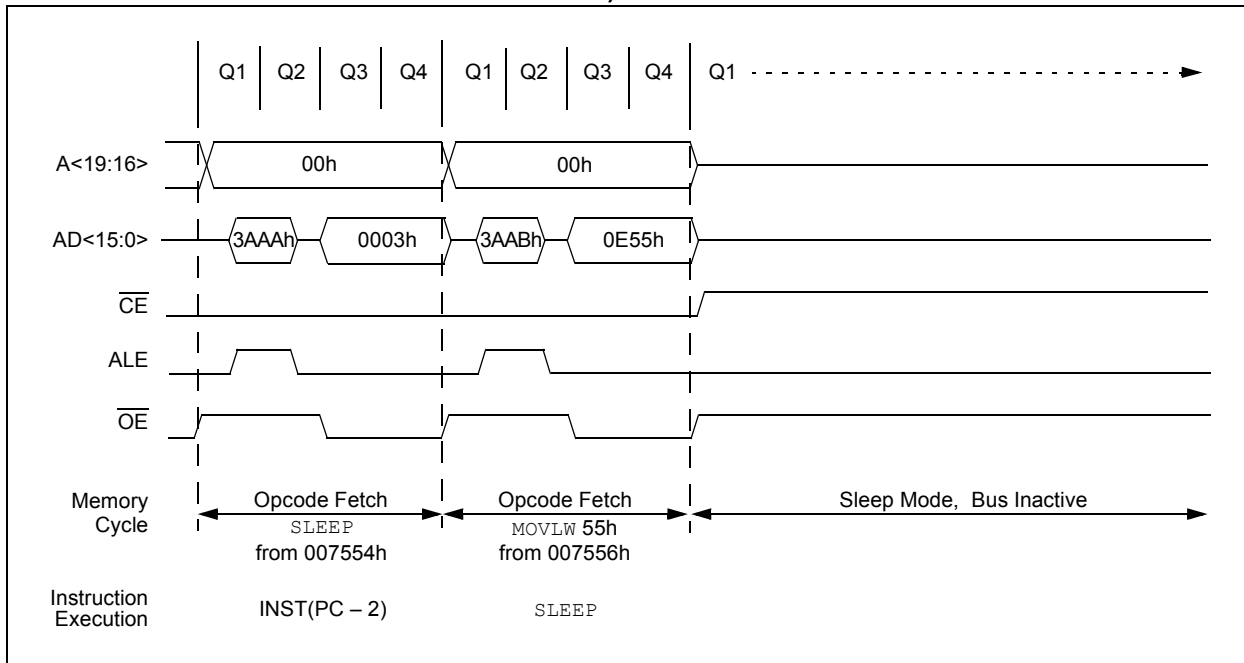 Q1 Q2 Q3 Q4 Q1 Q2 Q3 Q4 Q1
A<19:16> 00h 00h
AD<15:0> 3AAAh 0003h 3AABh 0E55h
CE
ALE
OE
Memory Cycle
Opcode Fetch
SLEEP
from 007554h
Opcode Fetch
MOVLW 55h
from 007556h
Sleep Mode, Bus Inactive
Instruction Execution
INST(PC – 2)
SLEEP